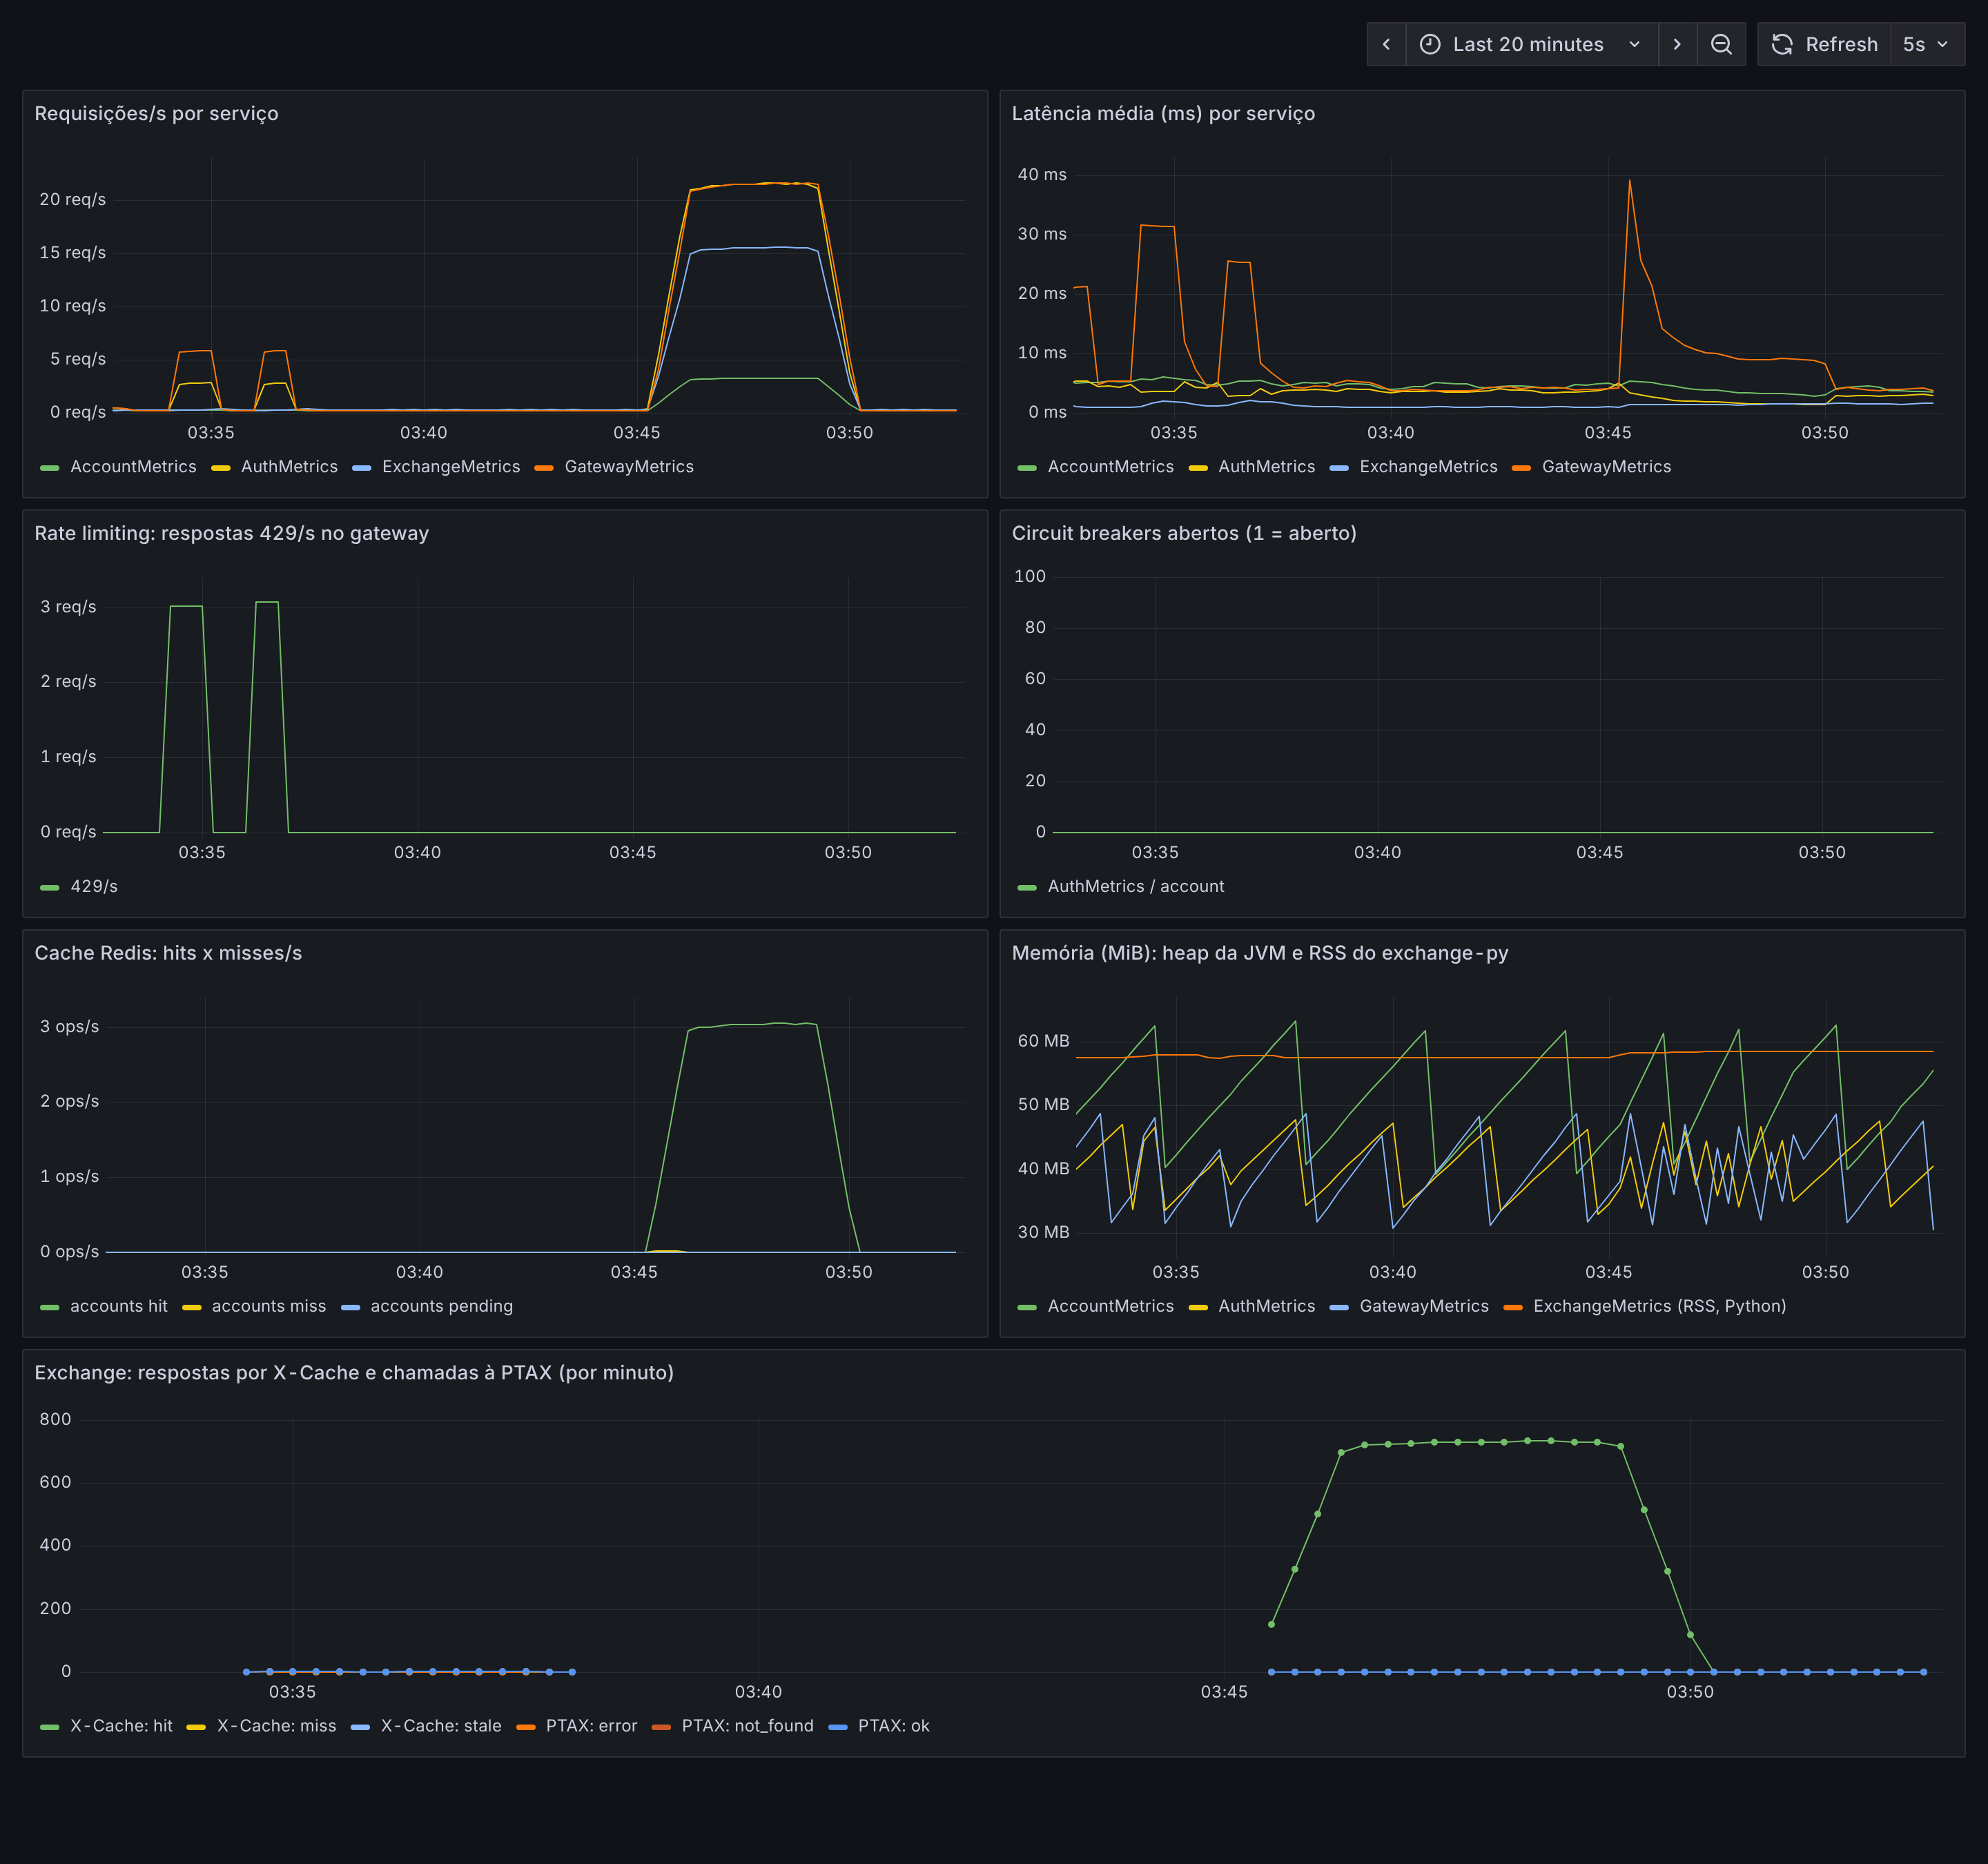 Last 20 minutes
Refresh
5s
Requisições/s por serviço
20 req/s
15 req/s
10 req/s
5 req/s
0 req/s
03:35 03:40 03:45 03:50
AccountMetrics AuthMetrics ExchangeMetrics GatewayMetrics
Latência média (ms) por serviço
40 ms
30 ms
20 ms
10 ms
0 ms
03:35 03:40 03:45 03:50
AccountMetrics AuthMetrics ExchangeMetrics GatewayMetrics
Rate limiting: respostas 429/s no gateway
3 req/s
2 req/s
1 req/s
0 req/s
03:35 03:40 03:45 03:50
429/s
Circuit breakers abertos (1 = aberto)
100
80
60
40
20
0
03:35 03:40 03:45 03:50
AuthMetrics / account
Cache Redis: hits x misses/s
3 ops/s
2 ops/s
1 ops/s
0 ops/s
03:35 03:40 03:45 03:50
accounts hit accounts miss accounts pending
Memória (MiB): heap da JVM e RSS do exchange-py
60 MB
50 MB
40 MB
30 MB
03:35 03:40 03:45 03:50
AccountMetrics AuthMetrics GatewayMetrics ExchangeMetrics (RSS, Python)
Exchange: respostas por X-Cache e chamadas à PTAX (por minuto)
800
600
400
200
0
03:35 03:40 03:45 03:50
X-Cache: hit X-Cache: miss X-Cache: stale PTAX: error PTAX: not_found PTAX: ok